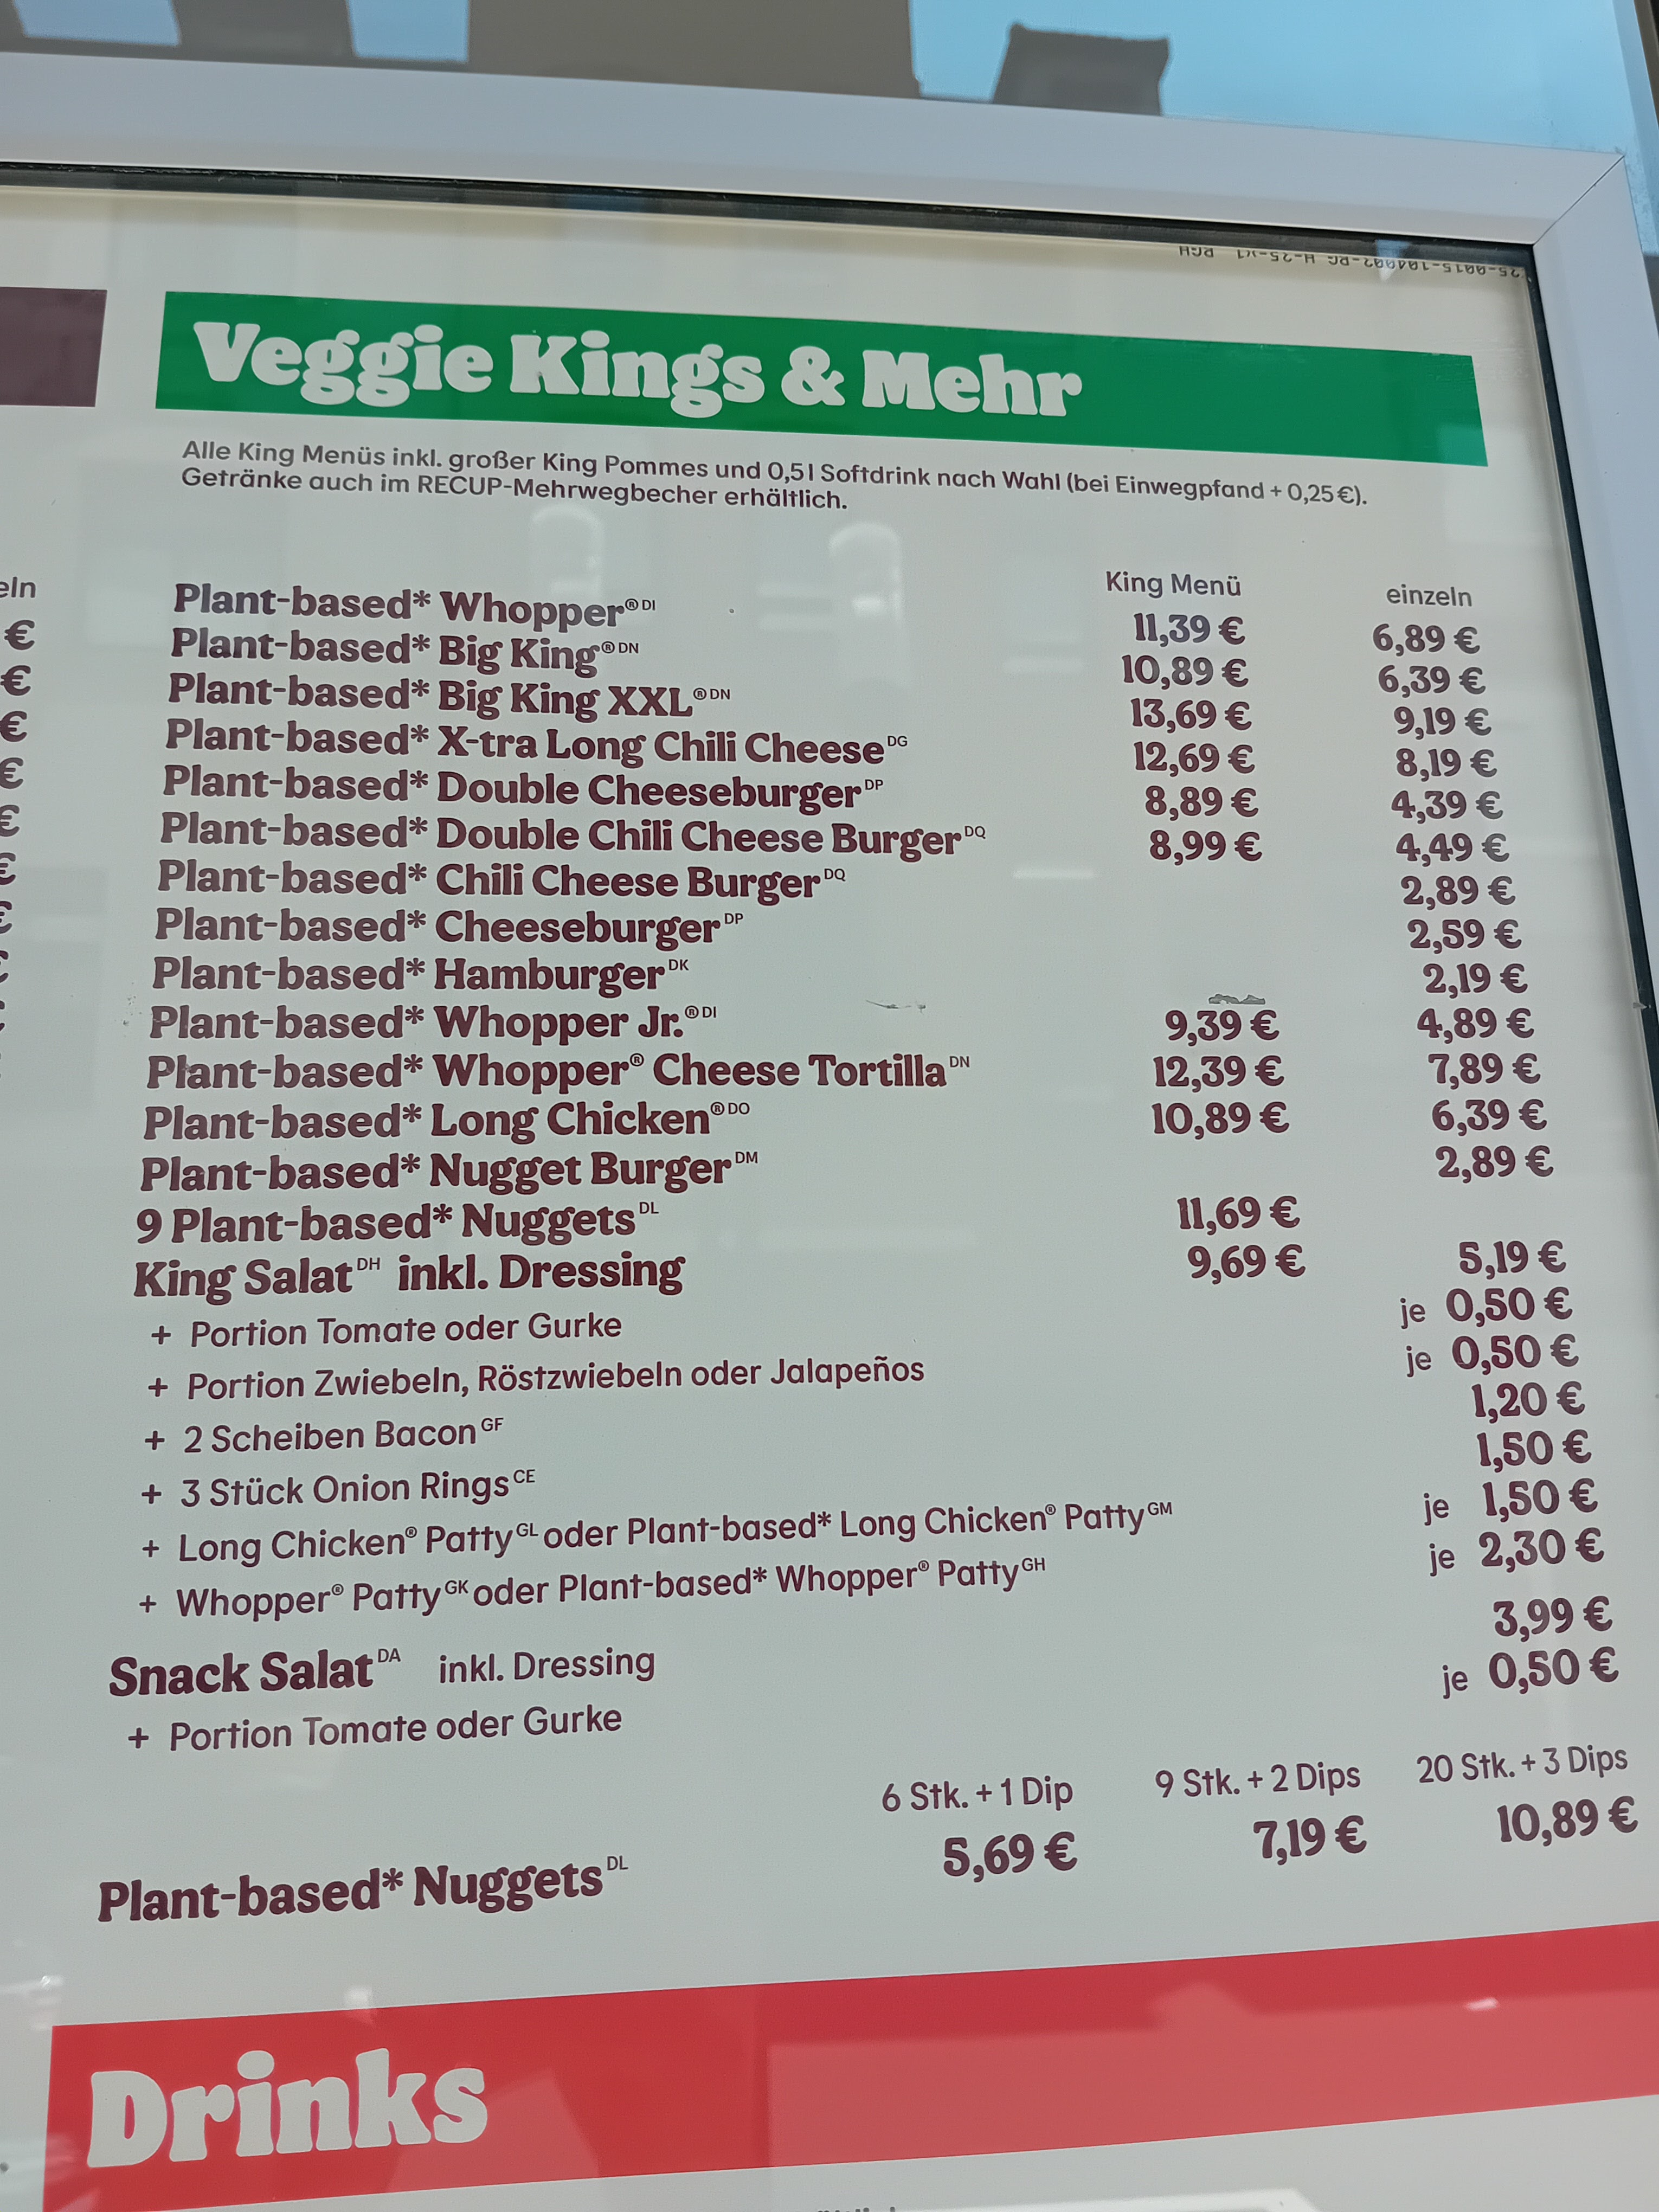 Veggie Kings & Mehr
Alle King Menüs inkl. großer King Pommes und 0,5 l Softdrink nach Wahl (bei Einwegpfand + 0,25 €).
Getränke auch im RECUP-Mehrwegbecher erhältlich.
eln
King Menü einzeln
Plant-based* Whopper® DI 11,39 € 6,89 €
Plant-based* Big King® DN 10,89 € 6,39 €
Plant-based* Big King XXL® DN 13,69 € 9,19 €
Plant-based* X-tra Long Chili Cheese DG 12,69 € 8,19 €
Plant-based* Double Cheeseburger DP 8,89 € 4,39 €
Plant-based* Double Chili Cheese Burger DQ 8,99 € 4,49 €
Plant-based* Chili Cheese Burger DQ 2,89 €
Plant-based* Cheeseburger DP 2,59 €
Plant-based* Hamburger DK 2,19 €
Plant-based* Whopper Jr.® DI 9,39 € 4,89 €
Plant-based* Whopper® Cheese Tortilla DN 12,39 € 7,89 €
Plant-based* Long Chicken® DO 10,89 € 6,39 €
Plant-based* Nugget Burger DM 2,89 €
9 Plant-based* Nuggets DL 11,69 €
King Salat DH inkl. Dressing 9,69 € 5,19 €
+ Portion Tomate oder Gurke je 0,50 €
+ Portion Zwiebeln, Röstzwiebeln oder Jalapeños je 0,50 €
+ 2 Scheiben Bacon GF 1,20 €
+ 3 Stück Onion Rings CE 1,50 €
+ Long Chicken® Patty GL oder Plant-based* Long Chicken® Patty GM je 1,50 €
+ Whopper® Patty GK oder Plant-based* Whopper® Patty GH je 2,30 €
Snack Salat DA inkl. Dressing 3,99 €
+ Portion Tomate oder Gurke je 0,50 €
6 Stk. + 1 Dip 9 Stk. + 2 Dips 20 Stk. + 3 Dips
Plant-based* Nuggets DL 5,69 € 7,19 € 10,89 €
Drinks